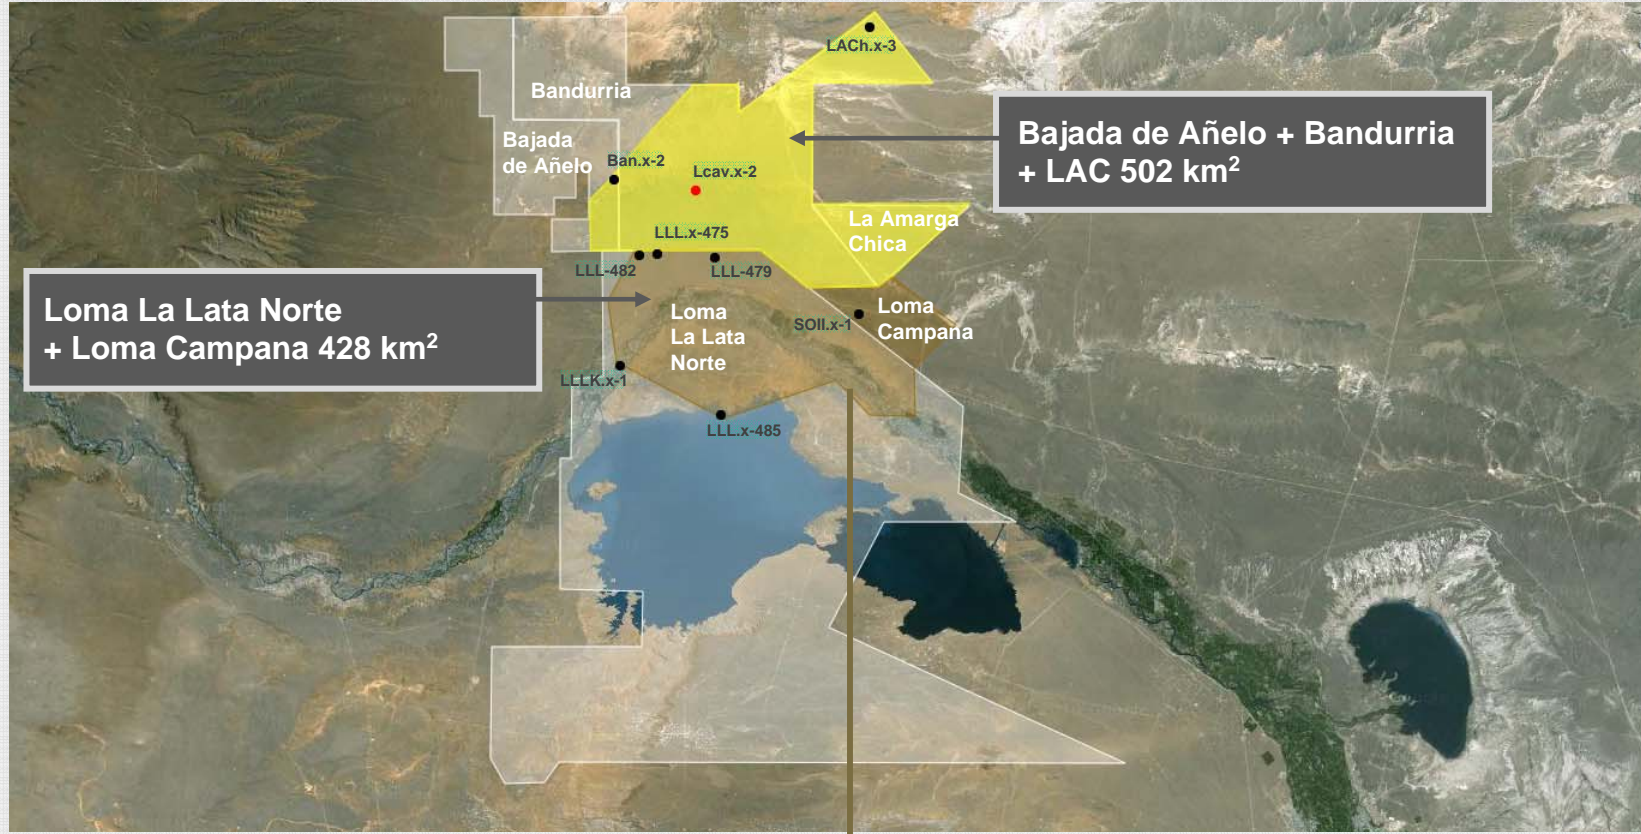 LACh.x-3
Bandurria
Bajada de Añelo + Bandurria
+ LAC 502 km²
Bajada
de Añelo
Ban.x-2
Lcav.x-2
La Amarga
Chica
LLL.x-475
LLL-482
LLL-479
Loma La Lata Norte
+ Loma Campana 428 km²
Loma
La Lata
Norte
SOIl.x-1
Loma
Campana
LLLK.x-1
LLL.x-485